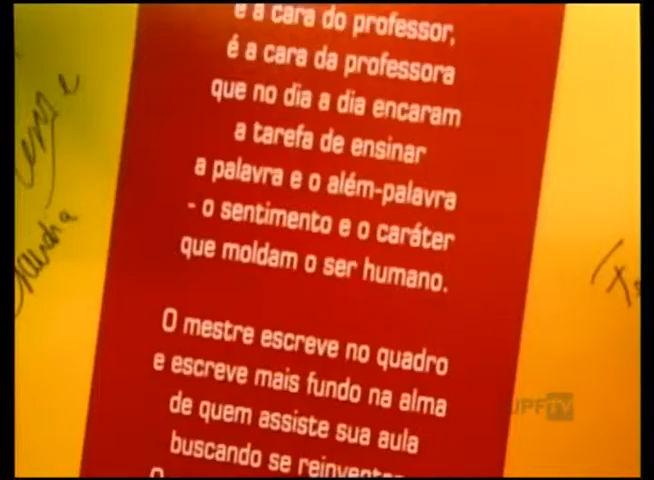 e a cara do professor,
é a cara da professora
que no dia a dia encaram
a tarefa de ensinar
a palavra e o além-palavra
- o sentimento e o caráter
que moldam o ser humano.
O mestre escreve no quadro
e escreve mais fundo na alma
de quem assiste sua aula
buscando se reinventar
Claudia
UPFTV